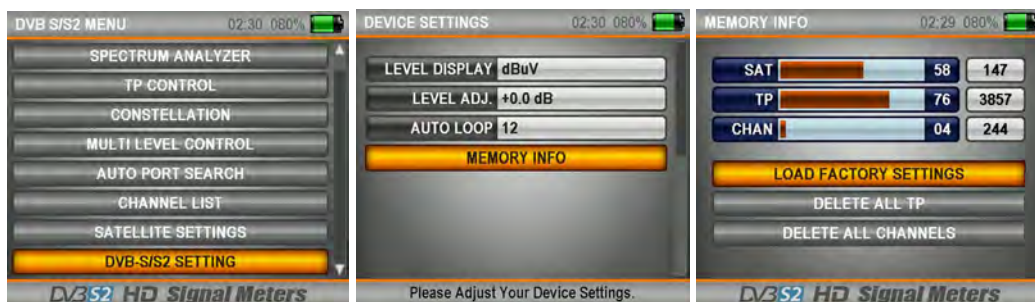 DVB S/S2 MENU 02:30 080%
SPECTRUM ANALYZER
TP CONTROL
CONSTELLATION
MULTI LEVEL CONTROL
AUTO PORT SEARCH
CHANNEL LIST
SATELLITE SETTINGS
DVB-S/S2 SETTING
DVB S2 HD Signal Meters
DEVICE SETTINGS 02:30 080%
LEVEL DISPLAY dBuV
LEVEL ADJ. +0.0 dB
AUTO LOOP 12
MEMORY INFO
Please Adjust Your Device Settings.
MEMORY INFO 02:29 080%
SAT 58 147
TP 76 3857
CHAN 04 244
LOAD FACTORY SETTINGS
DELETE ALL TP
DELETE ALL CHANNELS
DVB S2 HD Signal Meters